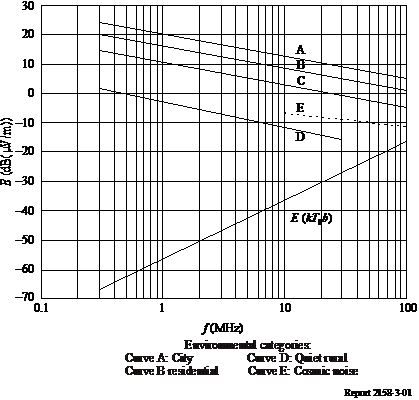 30
20
10
0
−10
−20
−30
−40
−50
−60
−70
E (dB(μV/m))
A
B
C
E
D
E (kT₀b)
0.1
1
10
100
f (MHz)
Environmental categories:
Curve A: City Curve D: Quiet rural
Curve B residential Curve E: Cosmic noise
Report 2158-3-01